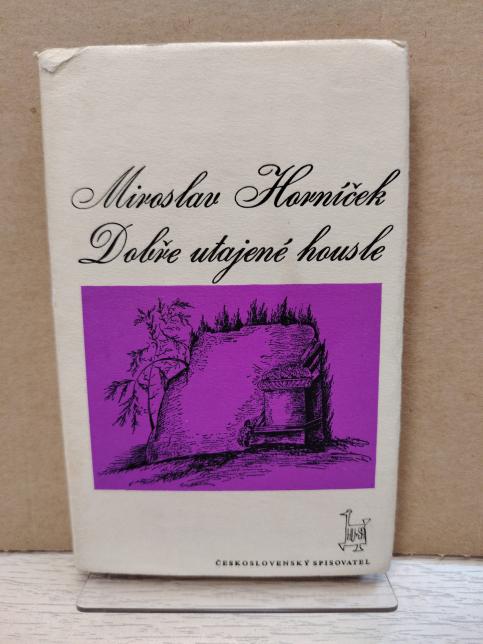 Miroslav Horníček
Dobře utajené housle
ČESKOSLOVENSKÝ SPISOVATEL